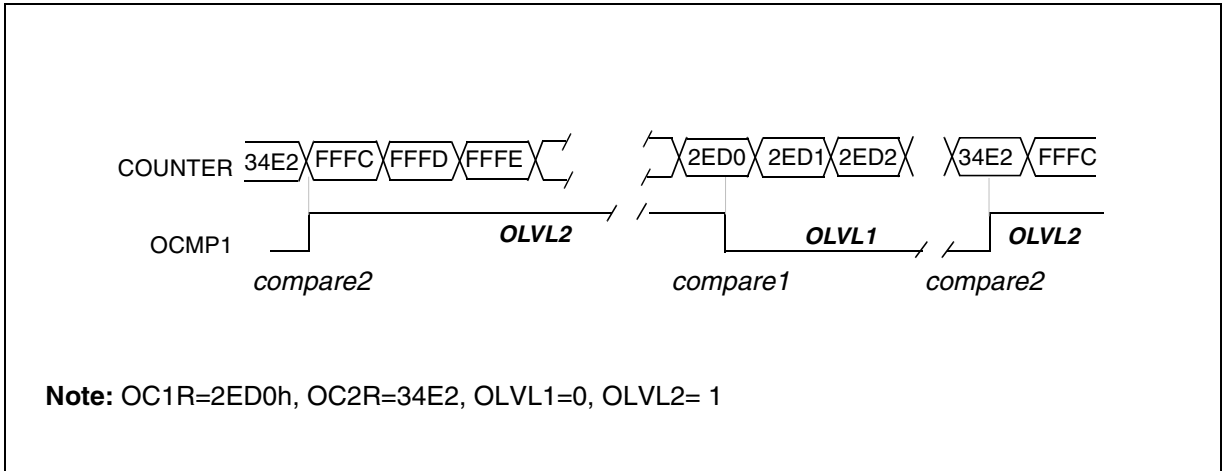 COUNTER 34E2 FFFC FFFD FFFE 2ED0 2ED1 2ED2 34E2 FFFC
OCMP1 OLVL2 OLVL1 OLVL2
compare2 compare1 compare2
Note: OC1R=2ED0h, OC2R=34E2, OLVL1=0, OLVL2= 1